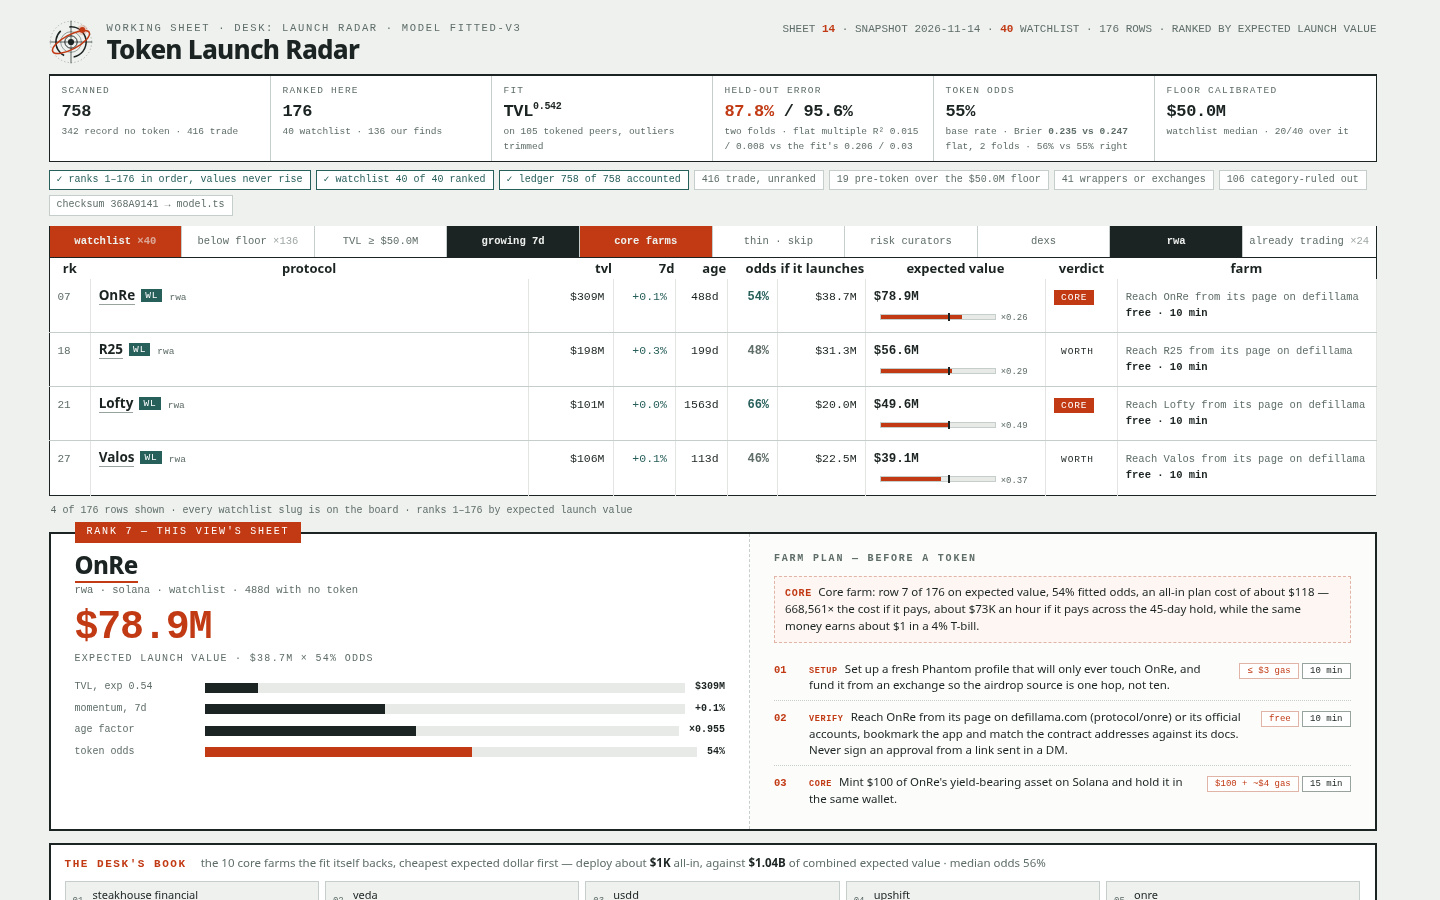 WORKING SHEET · DESK: LAUNCH RADAR · MODEL FITTED-V3
Token Launch Radar
SHEET 14 · SNAPSHOT 2026-11-14 · 40 WATCHLIST · 176 ROWS · RANKED BY EXPECTED LAUNCH VALUE
SCANNED
758
342 record no token · 416 trade
RANKED HERE
176
40 watchlist · 136 our finds
FIT
TVL^0.542
on 105 tokened peers, outliers
trimmed
HELD-OUT ERROR
87.8% / 95.6%
two folds · flat multiple R² 0.015
/ 0.008 vs the fit's 0.206 / 0.03
TOKEN ODDS
55%
base rate · Brier 0.235 vs 0.247
flat, 2 folds · 56% vs 55% right
FLOOR CALIBRATED
$50.0M
watchlist median · 20/40 over it
✓ ranks 1–176 in order, values never rise
✓ watchlist 40 of 40 ranked
✓ ledger 758 of 758 accounted
416 trade, unranked
19 pre-token over the $50.0M floor
41 wrappers or exchanges
106 category-ruled out
checksum 368A9141 → model.ts
watchlist ×40
below floor ×136
TVL ≥ $50.0M
growing 7d
core farms
thin · skip
risk curators
dexs
rwa
already trading ×24
rk protocol tvl 7d age odds if it launches expected value verdict farm
07 OnRe WL rwa $309M +0.1% 488d 54% $38.7M $78.9M ×0.26 CORE Reach OnRe from its page on defillama
free · 10 min
18 R25 WL rwa $198M +0.3% 199d 48% $31.3M $56.6M ×0.29 WORTH Reach R25 from its page on defillama
free · 10 min
21 Lofty WL rwa $101M +0.0% 1563d 66% $20.0M $49.6M ×0.49 CORE Reach Lofty from its page on defillama
free · 10 min
27 Valos WL rwa $106M +0.1% 113d 46% $22.5M $39.1M ×0.37 WORTH Reach Valos from its page on defillama
free · 10 min
4 of 176 rows shown · every watchlist slug is on the board · ranks 1–176 by expected launch value
RANK 7 — THIS VIEW'S SHEET
OnRe
rwa · solana · watchlist · 488d with no token
$78.9M
EXPECTED LAUNCH VALUE · $38.7M × 54% ODDS
TVL, exp 0.54 $309M
momentum, 7d +0.1%
age factor ×0.955
token odds 54%
FARM PLAN — BEFORE A TOKEN
CORE Core farm: row 7 of 176 on expected value, 54% fitted odds, an all-in plan cost of about $118 —
668,561× the cost if it pays, about $73K an hour if it pays across the 45-day hold, while the same
money earns about $1 in a 4% T-bill.
01 SETUP Set up a fresh Phantom profile that will only ever touch OnRe, and
fund it from an exchange so the airdrop source is one hop, not ten.
≤ $3 gas 10 min
02 VERIFY Reach OnRe from its page on defillama.com (protocol/onre) or its official
accounts, bookmark the app and match the contract addresses against its docs.
Never sign an approval from a link sent in a DM.
free 10 min
03 CORE Mint $100 of OnRe's yield-bearing asset on Solana and hold it in
the same wallet.
$100 + ~$4 gas 15 min
THE DESK'S BOOK the 10 core farms the fit itself backs, cheapest expected dollar first — deploy about $1K all-in, against $1.04B of combined expected value · median odds 56%
01 steakhouse financial
02 veda
03 usdd
04 upshift
05 onre